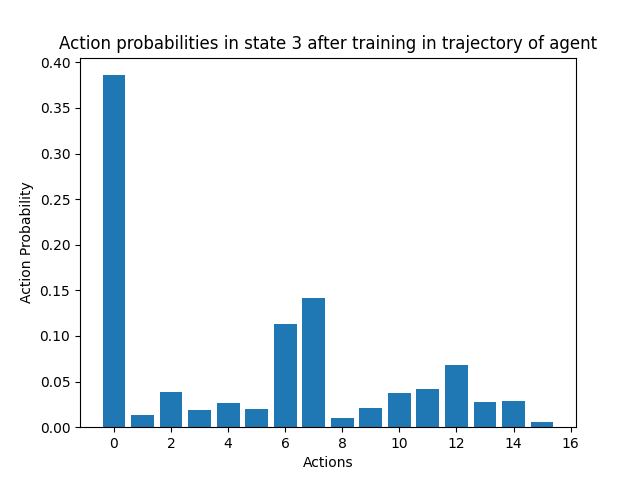 Action probabilities in state 3 after training in trajectory of agent
0.40
0.35
0.30
0.25
0.20
0.15
0.10
0.05
0.00
Action Probability
0 2 4 6 8 10 12 14 16
Actions